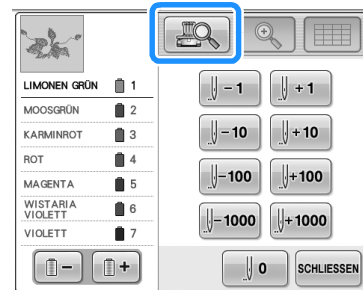 LIMONEN GRÜN 1
MOOSGRÜN 2
KARMINROT 3
ROT 4
MAGENTA 5
WISTARIA
VIOLETT 6
VIOLETT 7
− +
− 1 + 1
− 10 + 10
−100 +100
−1000 +1000
0 SCHLIESSEN